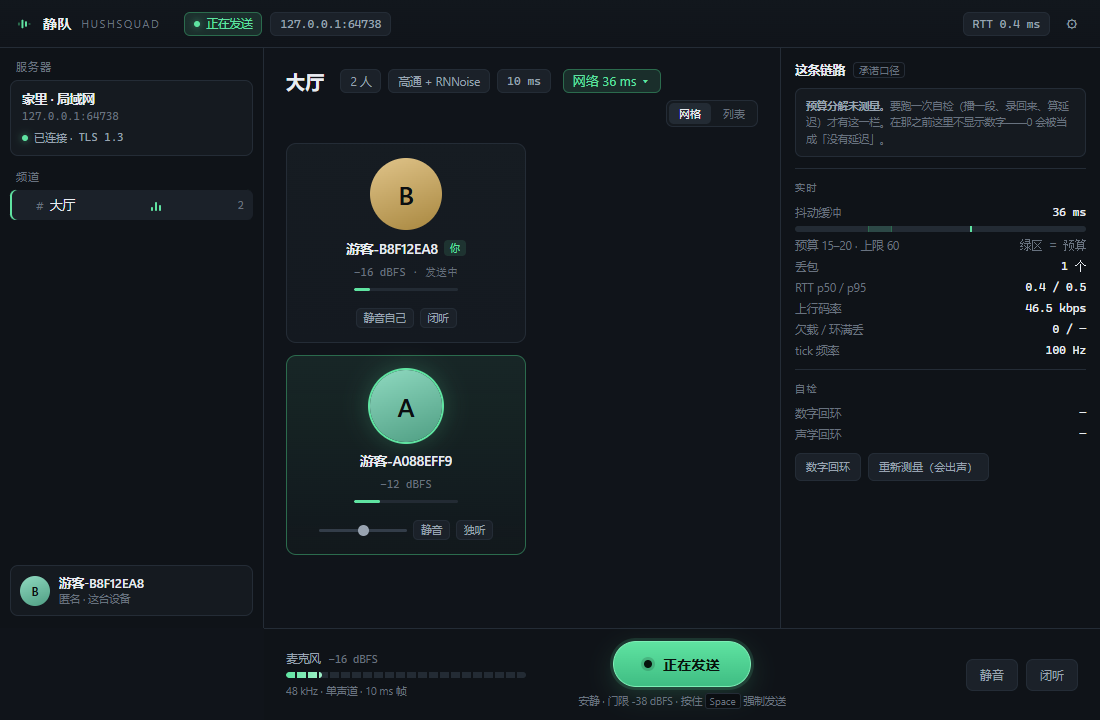 静队 HUSHSQUAD 正在发送 127.0.0.1:64738 RTT 0.4 ms
服务器
家里 · 局域网
127.0.0.1:64738
已连接 · TLS 1.3
频道
# 大厅 2
B 游客-B8F12EA8
匿名 · 这台设备
大厅 2 人 高通 + RNNoise 10 ms 网络 36 ms
网格 列表
B
游客-B8F12EA8 你
−16 dBFS · 发送中
静音自己 闭听
A
游客-A088EFF9
−12 dBFS
静音 独听
这条链路 承诺口径
预算分解未测量。要跑一次自检（播一段、录回来、算延
迟）才有这一栏。在那之前这里不显示数字——0 会被当
成「没有延迟」。
实时
抖动缓冲 36 ms
预算 15–20 · 上限 60 绿区 = 预算
丢包 1 个
RTT p50 / p95 0.4 / 0.5
上行码率 46.5 kbps
欠载 / 环满丢 0 / —
tick 频率 100 Hz
自检
数字回环 —
声学回环 —
数字回环 重新测量（会出声）
麦克风 −16 dBFS
48 kHz · 单声道 · 10 ms 帧
正在发送
安静 · 门限 -38 dBFS · 按住 Space 强制发送
静音 闭听